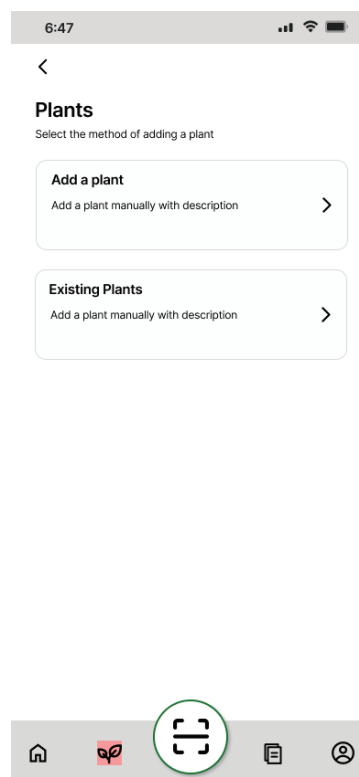 6:47
Plants
Select the method of adding a plant
Add a plant
Add a plant manually with description
Existing Plants
Add a plant manually with description